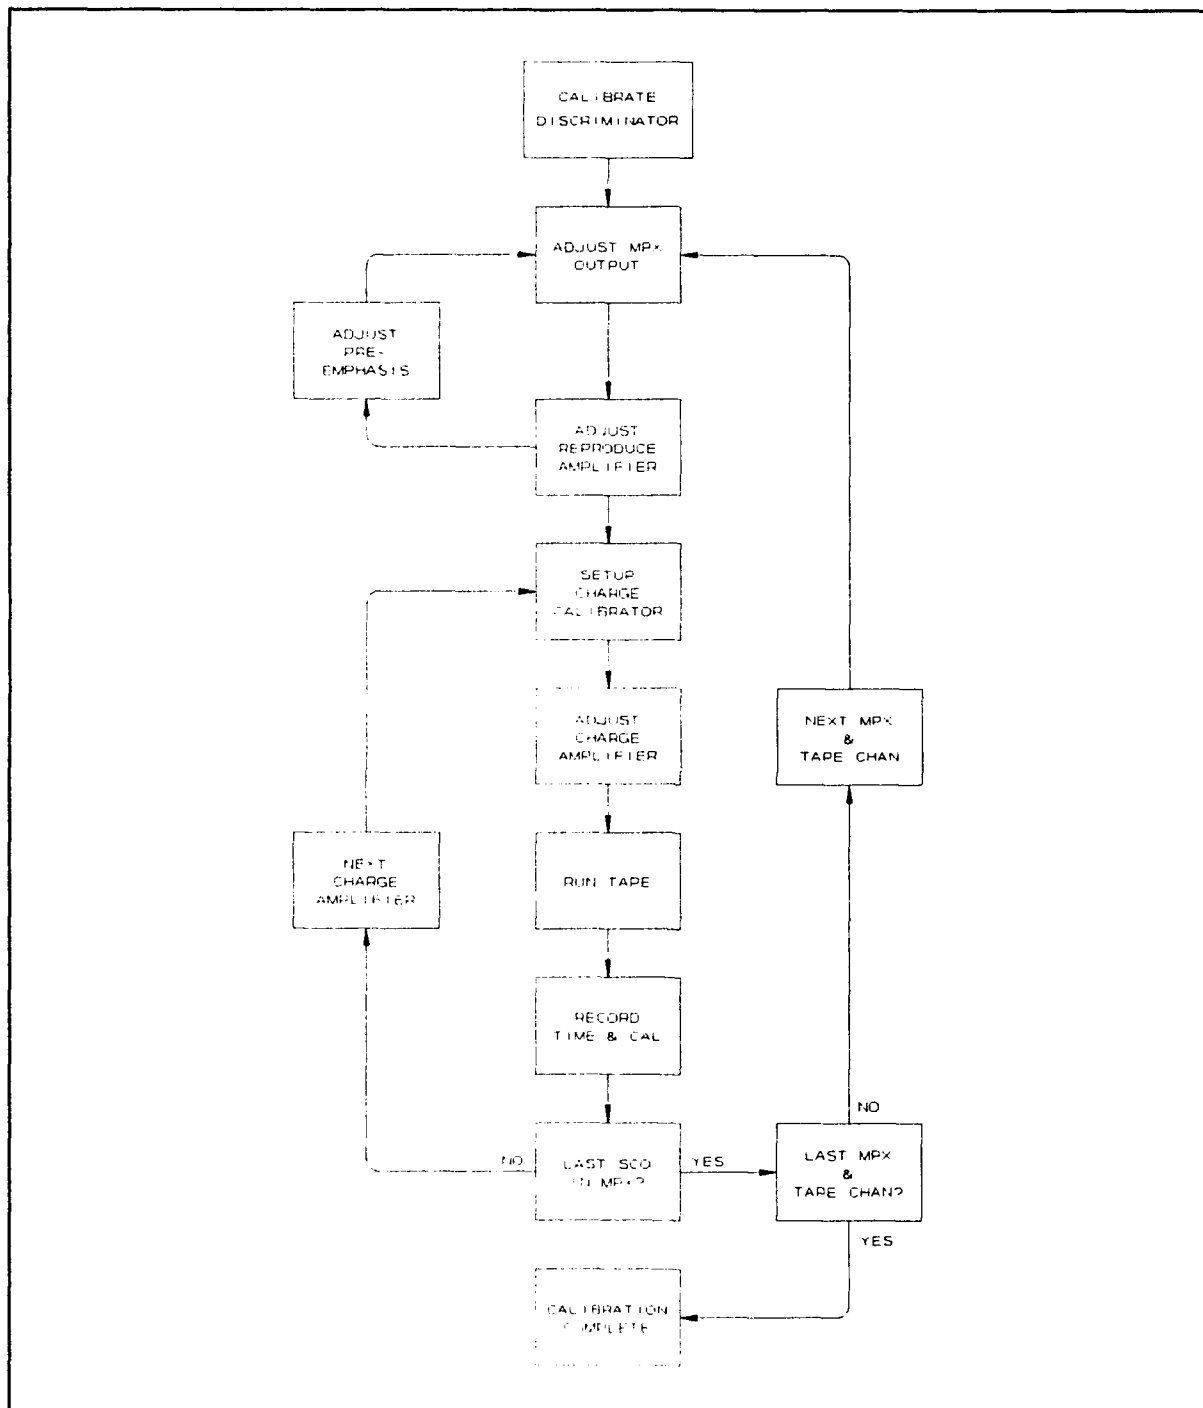 CALIBRATE
DISCRIMINATOR
ADJUST MPX
OUTPUT
ADJUST
PRE-
EMPHASIS
ADJUST
REPRODUCE
AMPLIFIER
SETUP
CHARGE
CALIBRATOR
ADJUST
CHARGE
AMPLIFIER
NEXT MPX
&
TAPE CHAN
NEXT
CHARGE
AMPLIFIER
RUN TAPE
RECORD
TIME & CAL
NO
NO
LAST SCO
IN MPX?
YES
LAST MPX
&
TAPE CHAN?
YES
CALIBRATION
COMPLETE